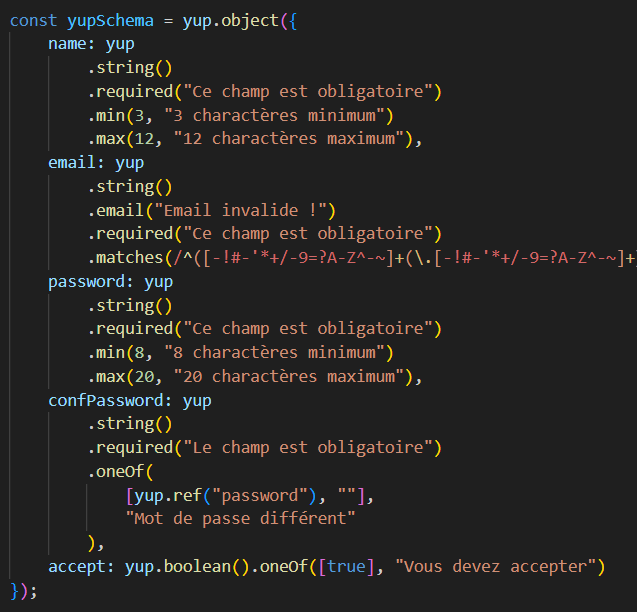 const yupSchema = yup.object({
name: yup
.string()
.required("Ce champ est obligatoire")
.min(3, "3 charactères minimum")
.max(12, "12 charactères maximum"),
email: yup
.string()
.email("Email invalide !")
.required("Ce champ est obligatoire")
.matches(/^([-!#-'*+/-9=?A-Z^-~]+(\.[-!#-'*+/-9=?A-Z^-~]+
password: yup
.string()
.required("Ce champ est obligatoire")
.min(8, "8 charactères minimum")
.max(20, "20 charactères maximum"),
confPassword: yup
.string()
.required("Le champ est obligatoire")
.oneOf(
[yup.ref("password"), ""],
"Mot de passe différent"
),
accept: yup.boolean().oneOf([true], "Vous devez accepter")
});